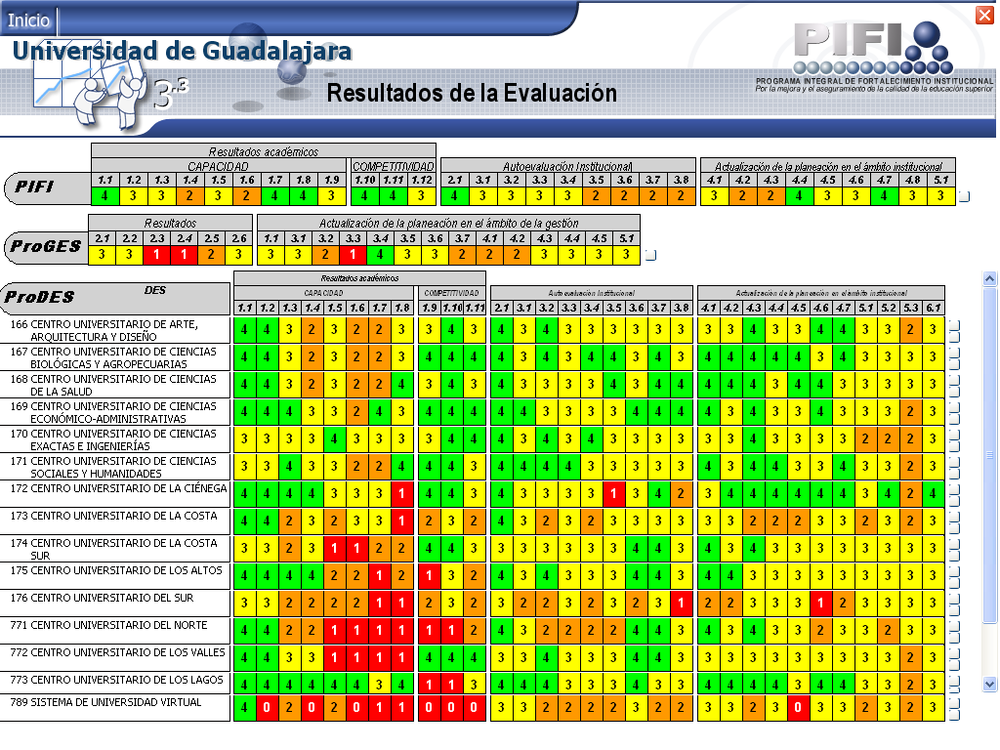 Inicio
Universidad de Guadalajara
3.3
Resultados de la Evaluación
PIFI
PROGRAMA INTEGRAL DE FORTALECIMIENTO INSTITUCIONAL
Por la mejora y el aseguramiento de la calidad de la educación superior
Resultados académicos
CAPACIDAD COMPETITIVIDAD Autoevaluación Institucional Actualización de la planeación en el ámbito institucional
PIFI 1.1 1.2 1.3 1.4 1.5 1.6 1.7 1.8 1.9 1.10 1.11 1.12 2.1 3.1 3.2 3.3 3.4 3.5 3.6 3.7 3.8 4.1 4.2 4.3 4.4 4.5 4.6 4.7 4.8 5.1
4 3 3 2 3 2 4 4 3 4 4 3 4 3 3 3 3 2 2 2 2 3 2 2 4 3 3 4 3 3
Resultados Actualización de la planeación en el ámbito de la gestión
ProGES 2.1 2.2 2.3 2.4 2.5 2.6 1.1 3.1 3.2 3.3 3.4 3.5 3.6 3.7 4.1 4.2 4.3 4.4 4.5 5.1
3 3 1 1 2 3 3 3 2 1 4 3 3 2 2 2 3 3 3 3
Resultados académicos
ProDES DES CAPACIDAD COMPETITIVIDAD Autoevaluación Institucional Actualización de la planeación en el ámbito institucional
1.1 1.2 1.3 1.4 1.5 1.6 1.7 1.8 1.9 1.10 1.11 2.1 3.1 3.2 3.3 3.4 3.5 3.6 3.7 3.8 4.1 4.2 4.3 4.4 4.5 4.6 4.7 5.1 5.2 5.3 6.1
166 CENTRO UNIVERSITARIO DE ARTE, ARQUITECTURA Y DISEÑO 4 4 3 2 3 2 2 3 3 4 3 4 3 4 3 3 3 3 3 3 3 3 4 3 3 4 4 3 3 2 3
167 CENTRO UNIVERSITARIO DE CIENCIAS BIOLÓGICAS Y AGROPECUARIAS 4 4 3 2 3 2 2 3 4 4 4 4 3 4 3 4 4 3 4 3 4 4 4 4 4 3 4 3 3 3 3
168 CENTRO UNIVERSITARIO DE CIENCIAS DE LA SALUD 4 4 3 2 3 2 2 4 3 4 3 4 4 3 3 3 4 3 4 4 4 4 4 3 4 4 3 3 3 3 3
169 CENTRO UNIVERSITARIO DE CIENCIAS ECONÓMICO-ADMINISTRATIVAS 4 4 4 3 3 2 4 3 4 4 4 4 4 3 3 3 3 4 4 4 3 3 4 3 3 4 3 3 3 2 3
170 CENTRO UNIVERSITARIO DE CIENCIAS EXACTAS E INGENIERÍAS 3 3 3 3 4 3 3 3 3 4 4 4 3 4 3 4 3 3 3 3 3 3 4 3 3 3 3 2 2 2 3
171 CENTRO UNIVERSITARIO DE CIENCIAS SOCIALES Y HUMANIDADES 3 3 4 3 3 2 2 4 3 4 4 4 4 4 4 3 3 3 3 3 4 3 4 4 3 3 4 3 3 2 3
172 CENTRO UNIVERSITARIO DE LA CIÉNEGA 4 4 4 4 3 3 3 1 4 4 3 4 3 3 3 3 1 3 4 2 3 4 4 4 4 4 4 3 4 2 4
173 CENTRO UNIVERSITARIO DE LA COSTA 4 4 2 3 2 3 3 1 2 3 2 4 3 2 3 2 3 3 3 3 3 3 2 2 2 3 3 2 3 2 3
174 CENTRO UNIVERSITARIO DE LA COSTA SUR 3 3 2 3 1 1 2 2 4 4 3 3 3 3 3 3 3 4 4 3 4 3 4 3 3 3 3 3 3 3 3
175 CENTRO UNIVERSITARIO DE LOS ALTOS 4 4 4 4 2 2 1 2 1 3 2 4 3 4 3 3 3 4 4 3 4 4 3 3 3 3 3 3 3 3 3
176 CENTRO UNIVERSITARIO DEL SUR 3 3 2 2 2 2 1 1 2 3 2 3 2 2 3 2 3 2 3 1 2 2 3 3 3 1 2 3 3 3 3
771 CENTRO UNIVERSITARIO DEL NORTE 4 4 2 2 1 1 1 1 1 1 2 4 3 2 2 2 2 4 4 3 4 3 4 3 3 2 3 3 2 3 3
772 CENTRO UNIVERSITARIO DE LOS VALLES 4 4 3 3 1 1 1 1 4 4 4 3 3 4 3 3 3 4 4 3 3 3 3 3 3 3 3 3 3 2 3
773 CENTRO UNIVERSITARIO DE LOS LAGOS 4 4 4 4 4 4 3 4 1 1 3 4 4 4 3 3 3 4 3 3 4 4 4 4 3 4 4 3 3 2 3
789 SISTEMA DE UNIVERSIDAD VIRTUAL 4 0 2 0 2 0 1 1 0 0 0 3 3 2 2 2 2 3 2 2 3 3 2 3 0 3 3 2 3 2 3